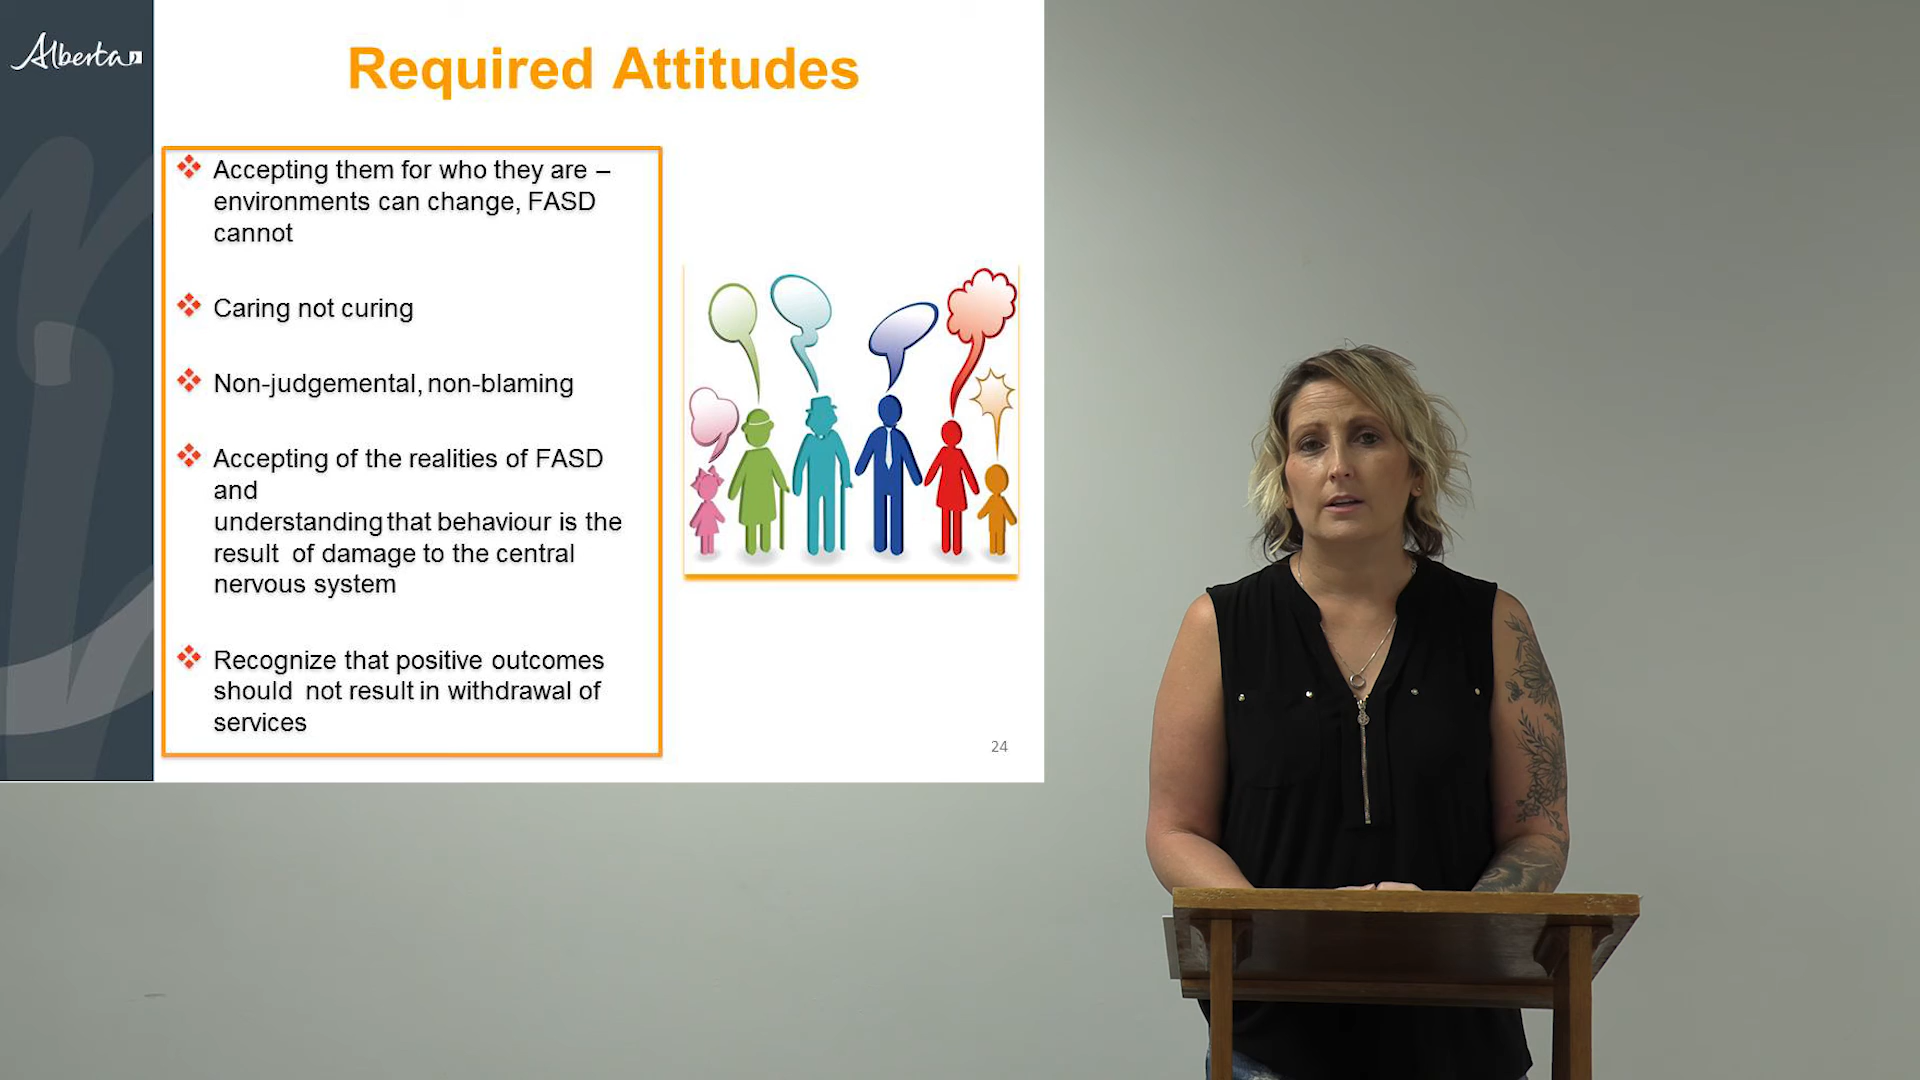 Alberta
Required Attitudes
Accepting them for who they are –
environments can change, FASD
cannot
Caring not curing
Non-judgemental, non-blaming
Accepting of the realities of FASD
and
understanding that behaviour is the
result of damage to the central
nervous system
Recognize that positive outcomes
should not result in withdrawal of
services
24